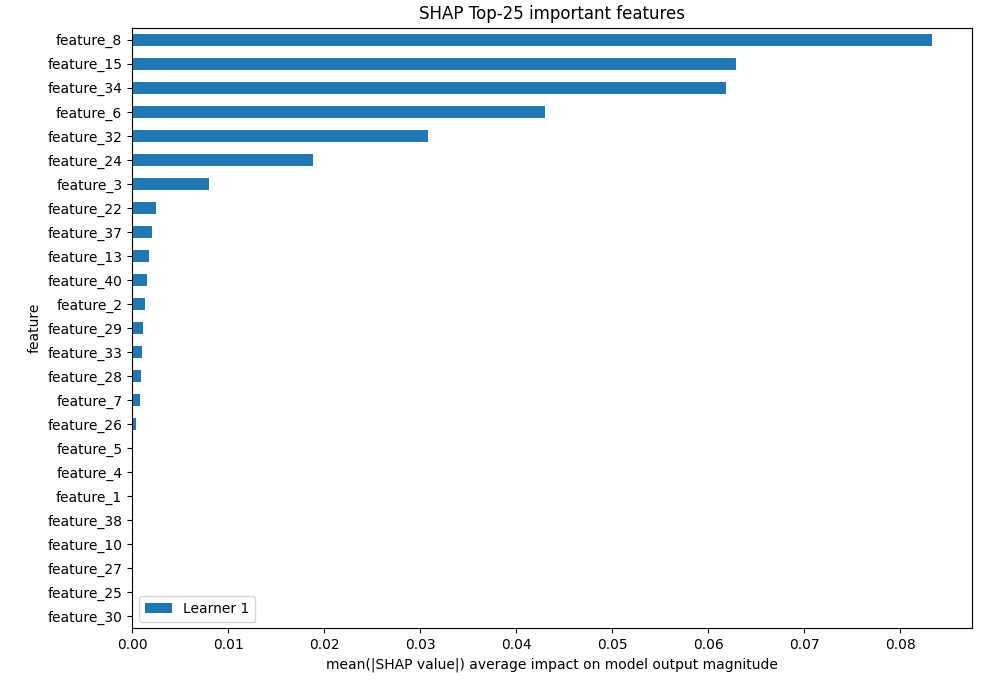 SHAP Top-25 important features
feature_8
feature_15
feature_34
feature_6
feature_32
feature_24
feature_3
feature_22
feature_37
feature_13
feature_40
feature_2
feature_29
feature_33
feature_28
feature_7
feature_26
feature_5
feature_4
feature_1
feature_38
feature_10
feature_27
feature_25
feature_30
feature
Learner 1
0.00 0.01 0.02 0.03 0.04 0.05 0.06 0.07 0.08
mean(|SHAP value|) average impact on model output magnitude